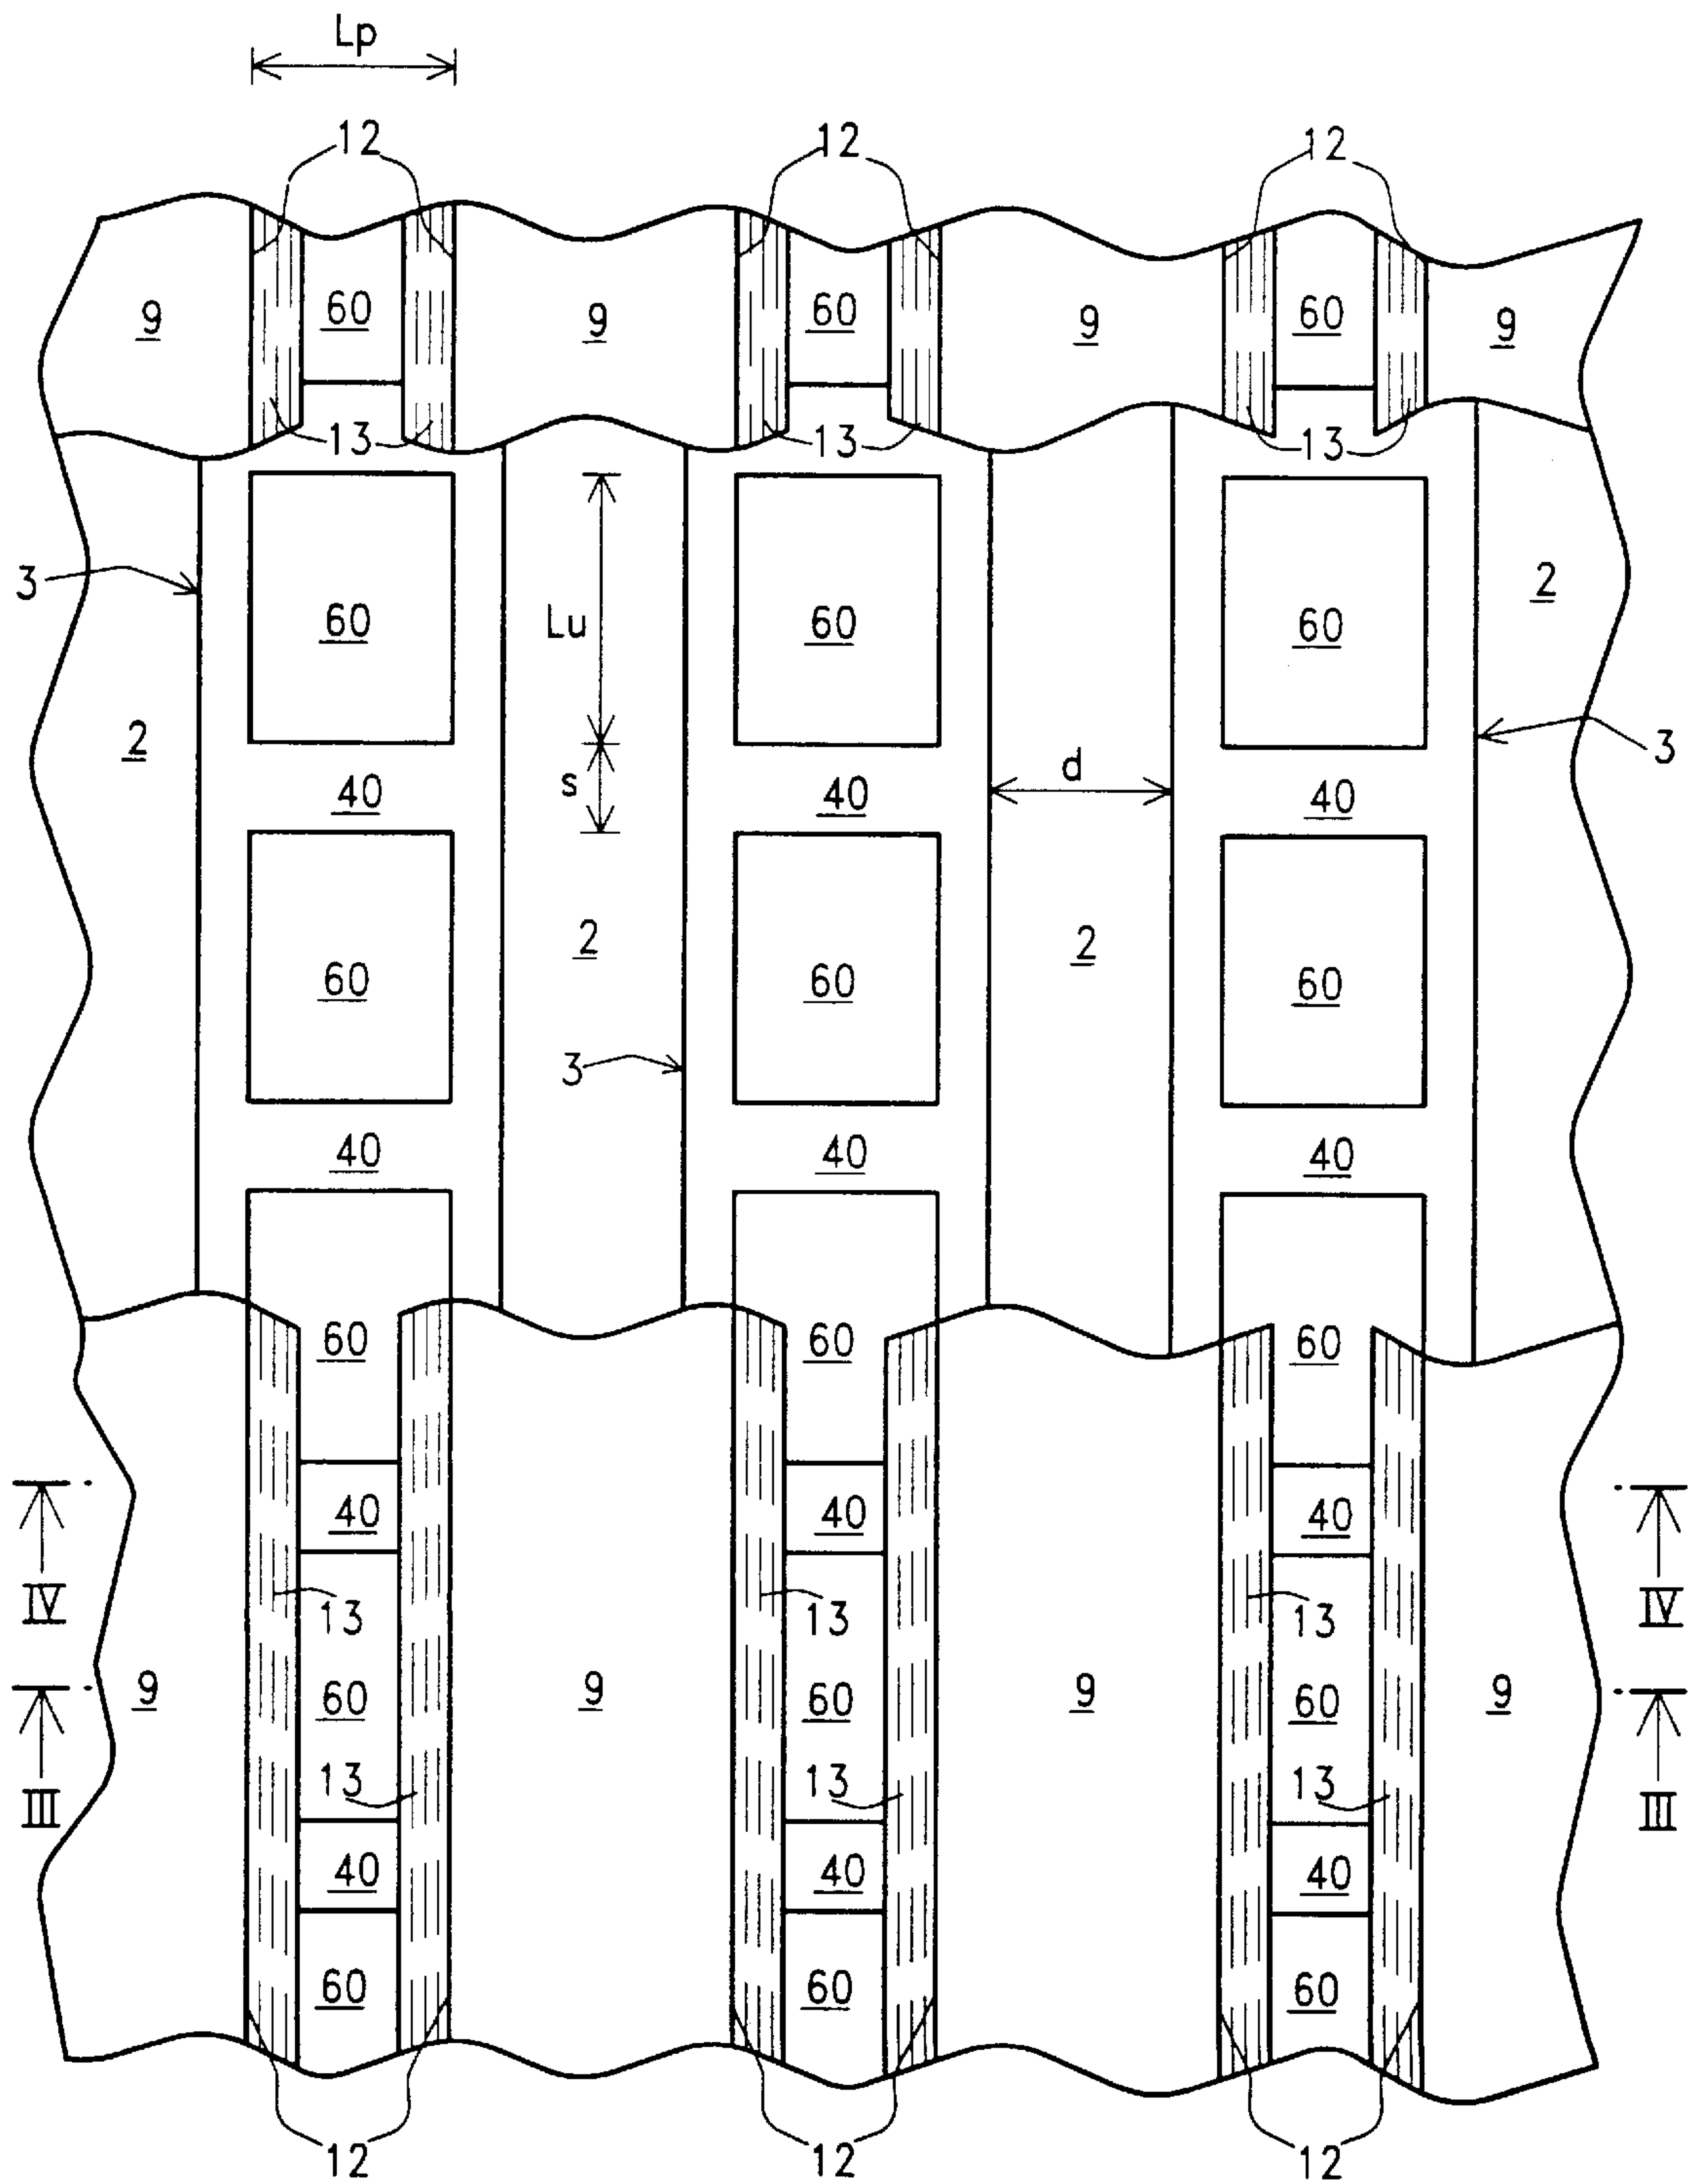 Lp
12 12 12
9 60 9 60 9 60 9
13 13 13
3 60 Lu 60 60 2
2 s 40 40 d 40 3
60 2 60 2 60
3
40 40 40
60 60 60
IV 40 40 40 IV
13 13 13
9 60 9 60 9 60 9
III 13 13 13 III
40 40 40
60 60 60
12 12 12